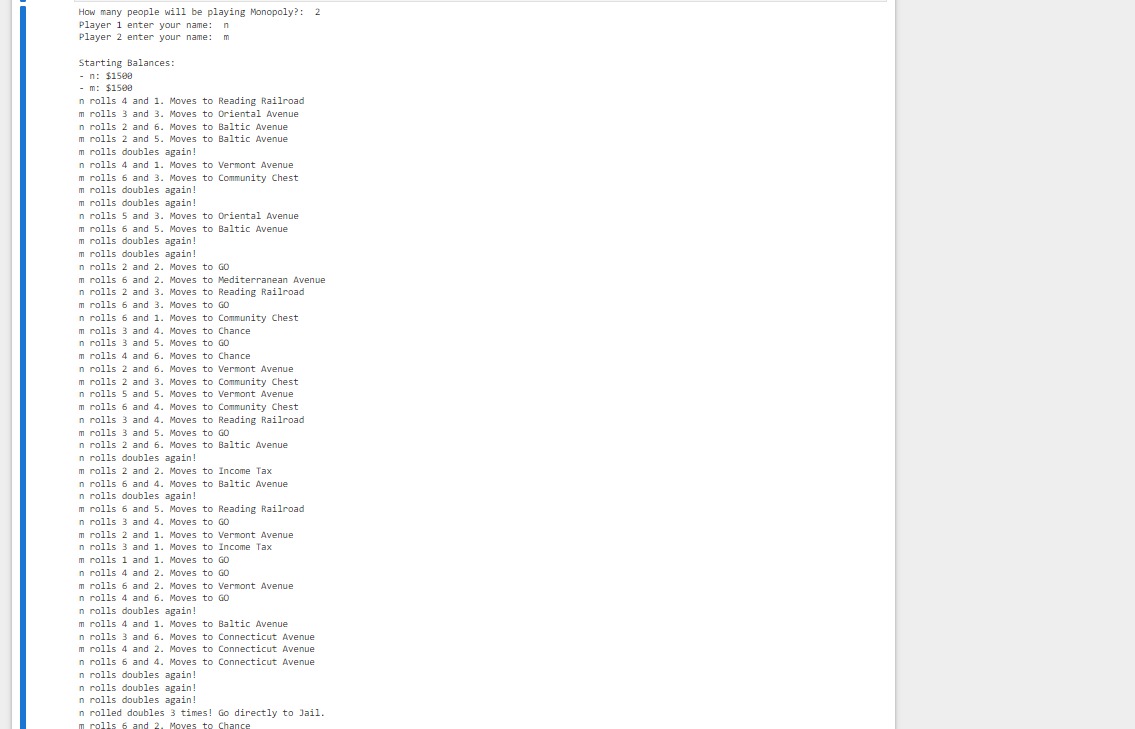 How many people will be playing Monopoly?: 2
Player 1 enter your name: n
Player 2 enter your name: m
Starting Balances:
- n: $1500
- m: $1500
n rolls 4 and 1. Moves to Reading Railroad
m rolls 3 and 3. Moves to Oriental Avenue
n rolls 2 and 6. Moves to Baltic Avenue
m rolls 2 and 5. Moves to Baltic Avenue
m rolls doubles again!
n rolls 4 and 1. Moves to Vermont Avenue
m rolls 6 and 3. Moves to Community Chest
m rolls doubles again!
m rolls doubles again!
n rolls 5 and 3. Moves to Oriental Avenue
m rolls 6 and 5. Moves to Baltic Avenue
m rolls doubles again!
m rolls doubles again!
n rolls 2 and 2. Moves to GO
m rolls 6 and 2. Moves to Mediterranean Avenue
n rolls 2 and 3. Moves to Reading Railroad
m rolls 6 and 3. Moves to GO
n rolls 6 and 1. Moves to Community Chest
m rolls 3 and 4. Moves to Chance
n rolls 3 and 5. Moves to GO
m rolls 4 and 6. Moves to Chance
n rolls 2 and 6. Moves to Vermont Avenue
m rolls 2 and 3. Moves to Community Chest
n rolls 5 and 5. Moves to Vermont Avenue
m rolls 6 and 4. Moves to Community Chest
n rolls 3 and 4. Moves to Reading Railroad
m rolls 3 and 5. Moves to GO
n rolls 2 and 6. Moves to Baltic Avenue
n rolls doubles again!
m rolls 2 and 2. Moves to Income Tax
n rolls 6 and 4. Moves to Baltic Avenue
n rolls doubles again!
m rolls 6 and 5. Moves to Reading Railroad
n rolls 3 and 4. Moves to GO
m rolls 2 and 1. Moves to Vermont Avenue
n rolls 3 and 1. Moves to Income Tax
m rolls 1 and 1. Moves to GO
n rolls 4 and 2. Moves to GO
m rolls 6 and 2. Moves to Vermont Avenue
n rolls 4 and 6. Moves to GO
n rolls doubles again!
m rolls 4 and 1. Moves to Baltic Avenue
n rolls 3 and 6. Moves to Connecticut Avenue
m rolls 4 and 2. Moves to Connecticut Avenue
n rolls 6 and 4. Moves to Connecticut Avenue
n rolls doubles again!
n rolls doubles again!
n rolls doubles again!
n rolled doubles 3 times! Go directly to Jail.
m rolls 6 and 2. Moves to Chance